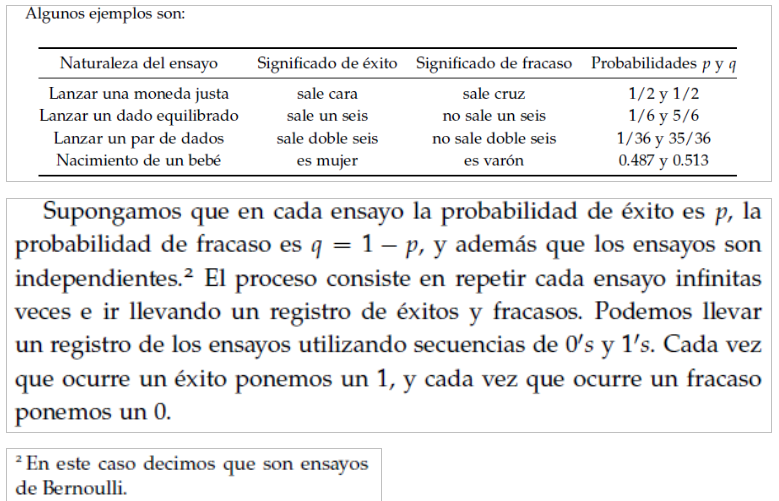 Algunos ejemplos son:
Naturaleza del ensayo Significado de éxito Significado de fracaso Probabilidades p y q
Lanzar una moneda justa sale cara sale cruz 1/2 y 1/2
Lanzar un dado equilibrado sale un seis no sale un seis 1/6 y 5/6
Lanzar un par de dados sale doble seis no sale doble seis 1/36 y 35/36
Nacimiento de un bebé es mujer es varón 0.487 y 0.513
Supongamos que en cada ensayo la probabilidad de éxito es p, la
probabilidad de fracaso es q = 1 − p, y además que los ensayos son
independientes.² El proceso consiste en repetir cada ensayo infinitas
veces e ir llevando un registro de éxitos y fracasos. Podemos llevar
un registro de los ensayos utilizando secuencias de 0's y 1's. Cada vez
que ocurre un éxito ponemos un 1, y cada vez que ocurre un fracaso
ponemos un 0.
² En este caso decimos que son ensayos
de Bernoulli.